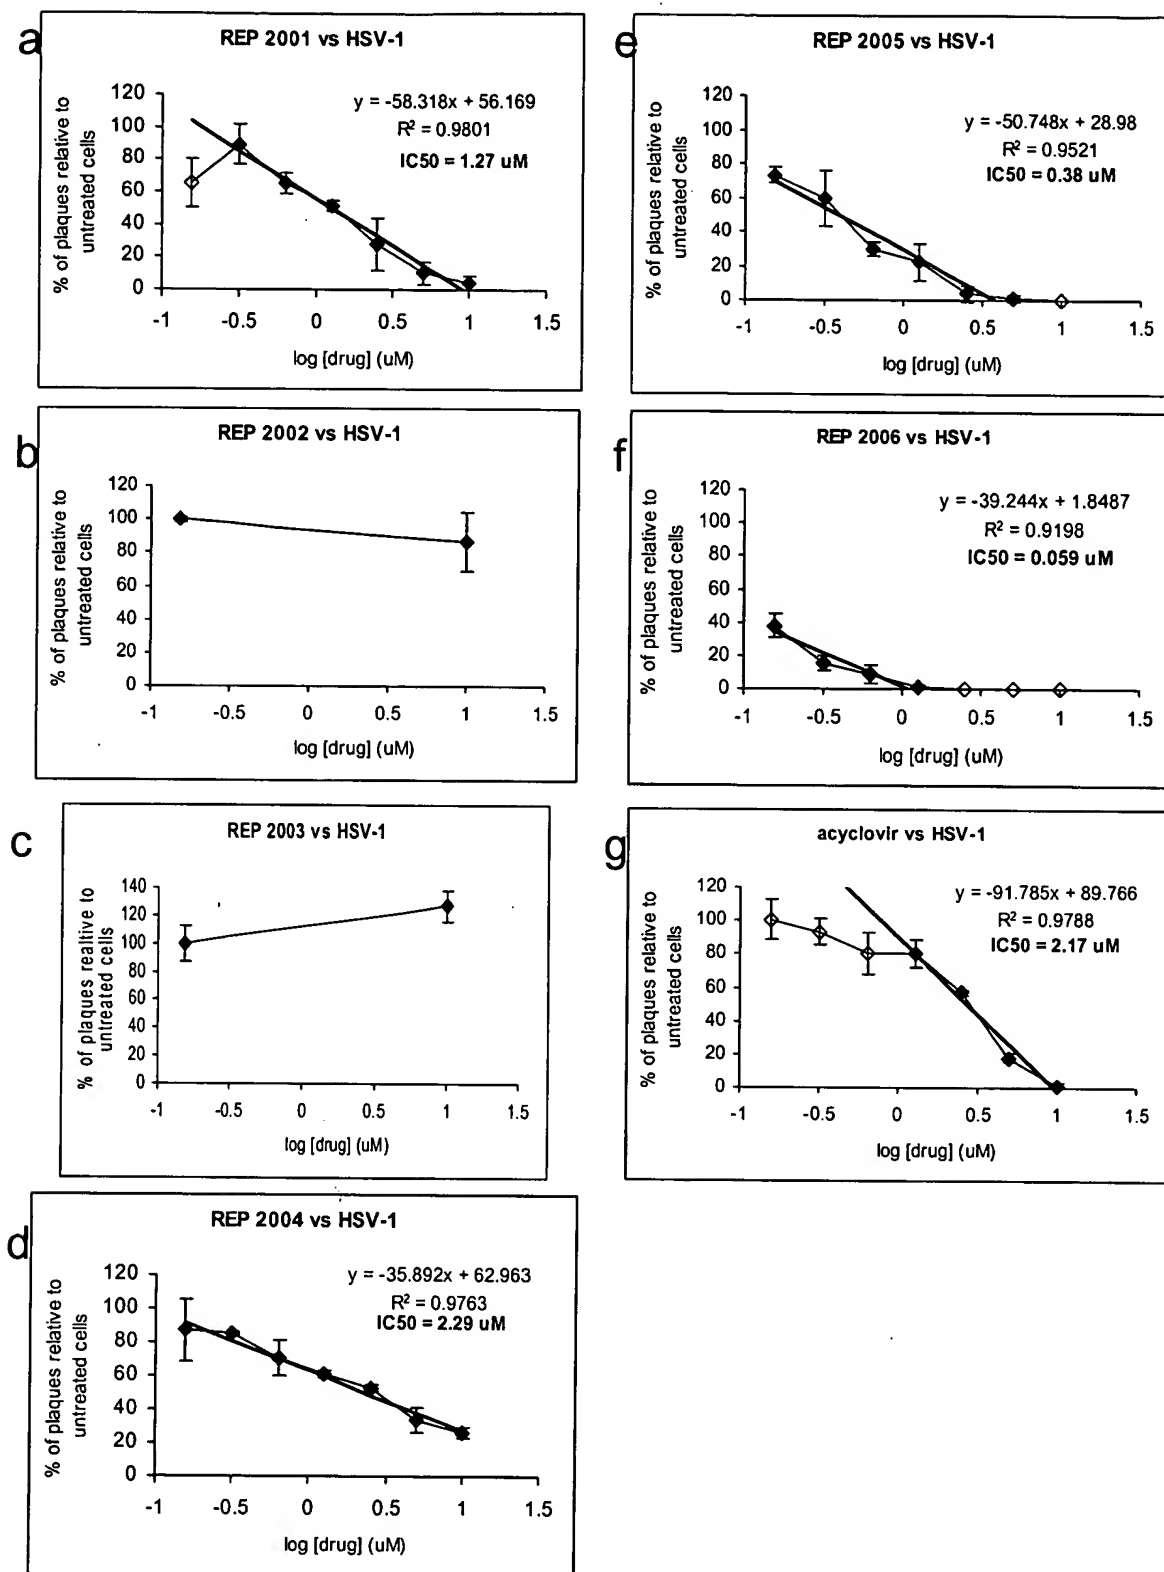 a
REP 2001 vs HSV-1
% of plaques relative to
untreated cells
120
100
80
60
40
20
0
y = -58.318x + 56.169
R² = 0.9801
IC50 = 1.27 uM
-1 -0.5 0 0.5 1 1.5
log [drug] (uM)
b
REP 2002 vs HSV-1
% of plaques relative to
untreated cells
120
100
80
60
40
20
0
-1 -0.5 0 0.5 1 1.5
log [drug] (uM)
c
REP 2003 vs HSV-1
% of plaques realtive to
untreated cells
140
120
100
80
60
40
20
0
-1 -0.5 0 0.5 1 1.5
log [drug] (uM)
d
REP 2004 vs HSV-1
% of plaques relative to
untreated cells
120
100
80
60
40
20
0
y = -35.892x + 62.963
R² = 0.9763
IC50 = 2.29 uM
-1 -0.5 0 0.5 1 1.5
log [drug] (uM)
e
REP 2005 vs HSV-1
% of plaques relative to
untreated cells
120
100
80
60
40
20
0
y = -50.748x + 28.98
R² = 0.9521
IC50 = 0.38 uM
-1 -0.5 0 0.5 1 1.5
log [drug] (uM)
f
REP 2006 vs HSV-1
% of plaques relative to
untreated cells
120
100
80
60
40
20
0
y = -39.244x + 1.8487
R² = 0.9198
IC50 = 0.059 uM
-1 -0.5 0 0.5 1 1.5
log [drug] (uM)
g
acyclovir vs HSV-1
% of plaques relative to
untreated cells
120
100
80
60
40
20
0
y = -91.785x + 89.766
R² = 0.9788
IC50 = 2.17 uM
-1 -0.5 0 0.5 1 1.5
log [drug] (uM)